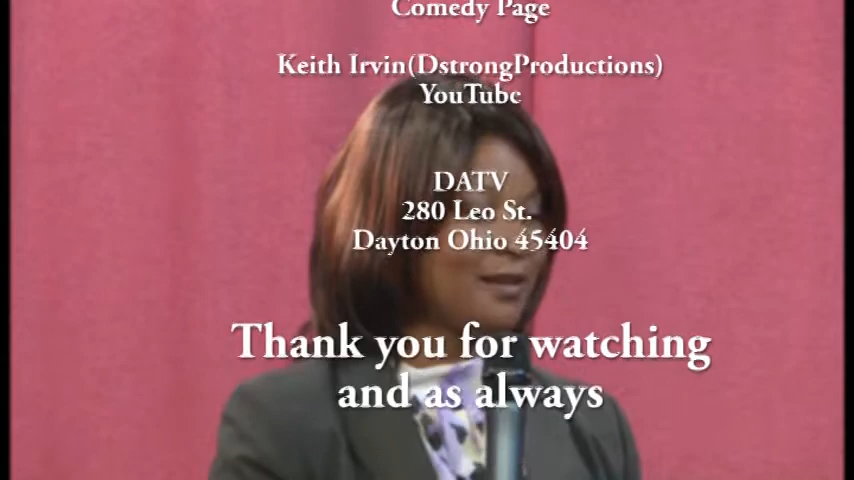 Comedy Page
Keith Irvin(DstrongProductions)
YouTube
DATV
280 Leo St.
Dayton Ohio 45404
Thank you for watching
and as always